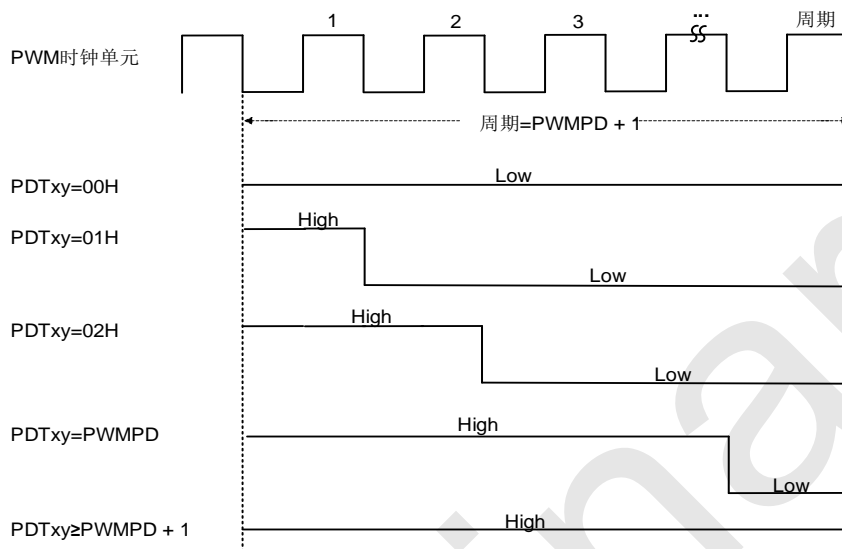 1 2 3 ... 周期
PWM时钟单元
周期=PWMPD + 1
PDTxy=00H Low
High
PDTxy=01H
Low
PDTxy=02H High
Low
PDTxy=PWMPD High
Low
PDTxy≥PWMPD + 1 High